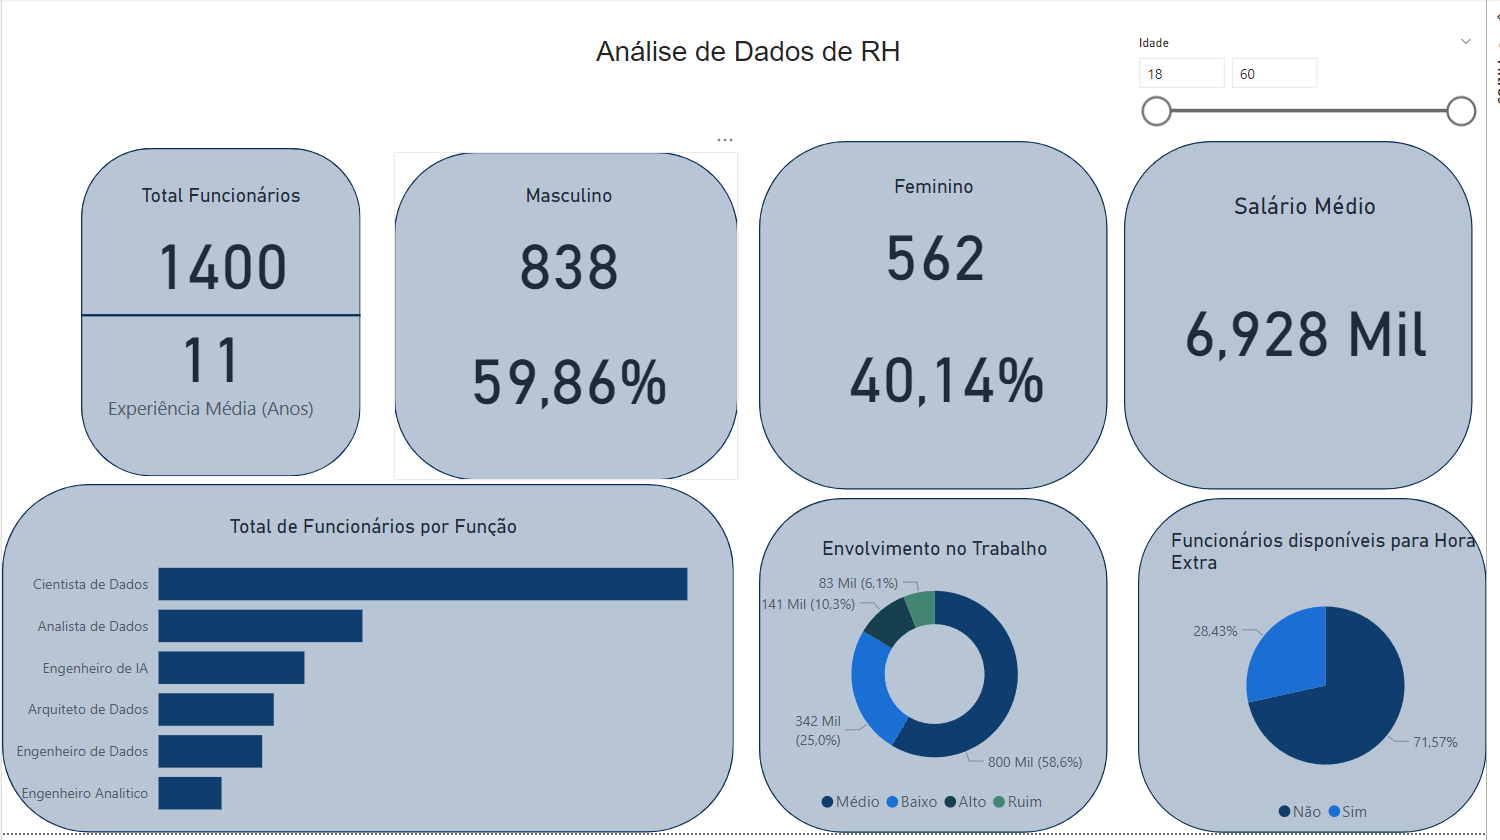 Análise de Dados de RH
Idade
18
60
Total Funcionários
1400
11
Experiência Média (Anos)
Masculino
838
59,86%
Feminino
562
40,14%
Salário Médio
6,928 Mil
Total de Funcionários por Função
Cientista de Dados
Analista de Dados
Engenheiro de IA
Arquiteto de Dados
Engenheiro de Dados
Engenheiro Analitico
Envolvimento no Trabalho
83 Mil (6,1%)
141 Mil (10,3%)
342 Mil
(25,0%)
800 Mil (58,6%)
Médio Baixo Alto Ruim
Funcionários disponíveis para Hora
Extra
28,43%
71,57%
Não Sim